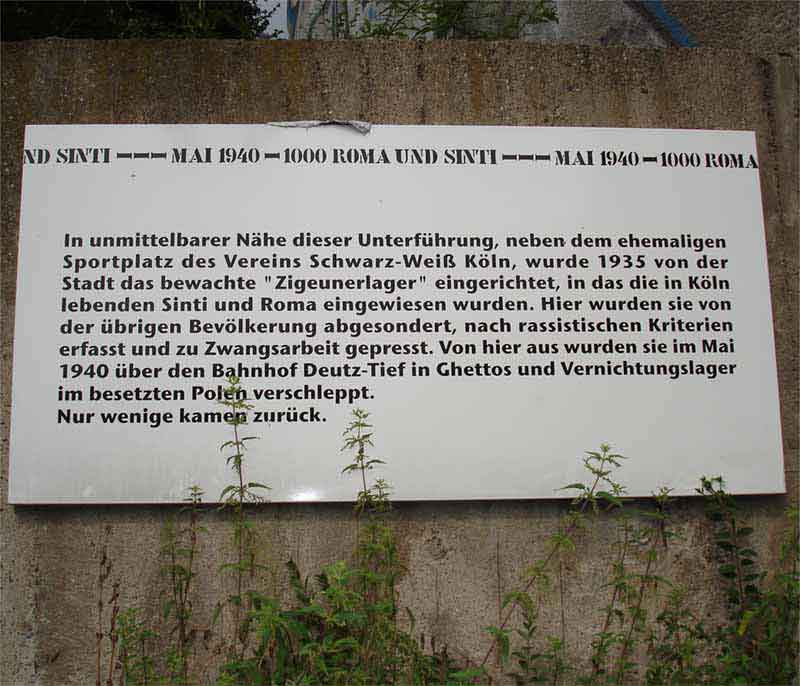 ND SINTI --- MAI 1940 - 1000 ROMA UND SINTI --- MAI 1940 - 1000 ROMA
In unmittelbarer Nähe dieser Unterführung, neben dem ehemaligen
Sportplatz des Vereins Schwarz-Weiß Köln, wurde 1935 von der
Stadt das bewachte "Zigeunerlager" eingerichtet, in das die in Köln
lebenden Sinti und Roma eingewiesen wurden. Hier wurden sie von
der übrigen Bevölkerung abgesondert, nach rassistischen Kriterien
erfasst und zu Zwangsarbeit gepresst. Von hier aus wurden sie im Mai
1940 über den Bahnhof Deutz-Tief in Ghettos und Vernichtungslager
im besetzten Polen verschleppt.
Nur wenige kamen zurück.